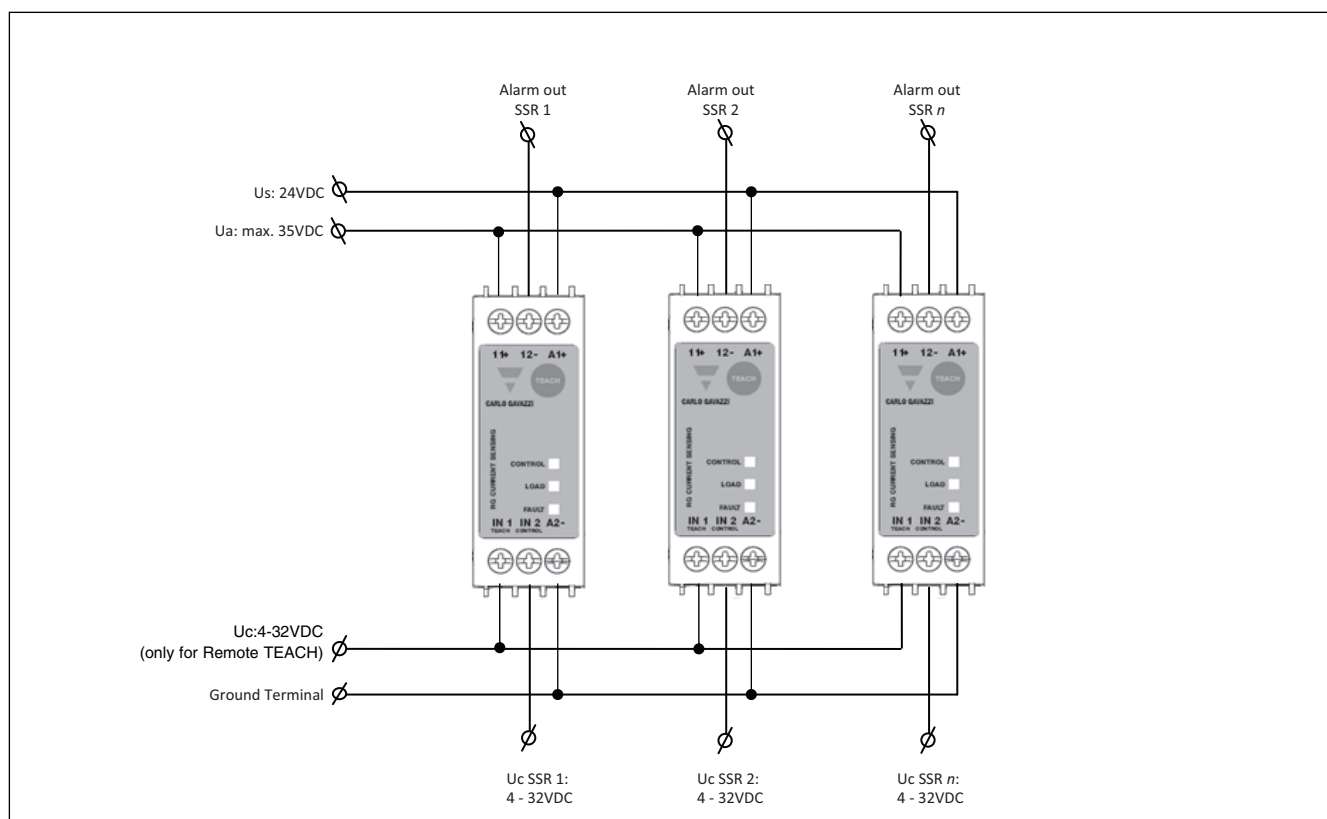 Alarm out Alarm out Alarm out
SSR 1 SSR 2 SSR n
Us: 24VDC
Ua: max. 35VDC
11+ 12- A1+
TEACH
CARLO GAVAZZI
RG CURRENT SENSING
CONTROL
LOAD
FAULT
IN 1 IN 2 A2-
TEACH CONTROL
11+ 12- A1+
TEACH
CARLO GAVAZZI
RG CURRENT SENSING
CONTROL
LOAD
FAULT
IN 1 IN 2 A2-
TEACH CONTROL
11+ 12- A1+
TEACH
CARLO GAVAZZI
RG CURRENT SENSING
CONTROL
LOAD
FAULT
IN 1 IN 2 A2-
TEACH CONTROL
Uc:4-32VDC
(only for Remote TEACH)
Ground Terminal
Uc SSR 1: Uc SSR 2: Uc SSR n:
4 - 32VDC 4 - 32VDC 4 - 32VDC